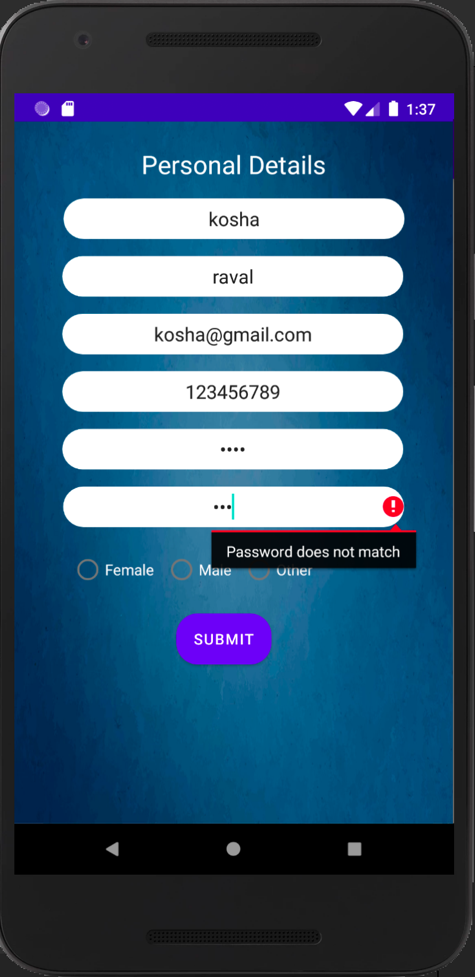 1:37
Personal Details
kosha
raval
kosha@gmail.com
123456789
••••
•••
Password does not match
Female Male Other
SUBMIT